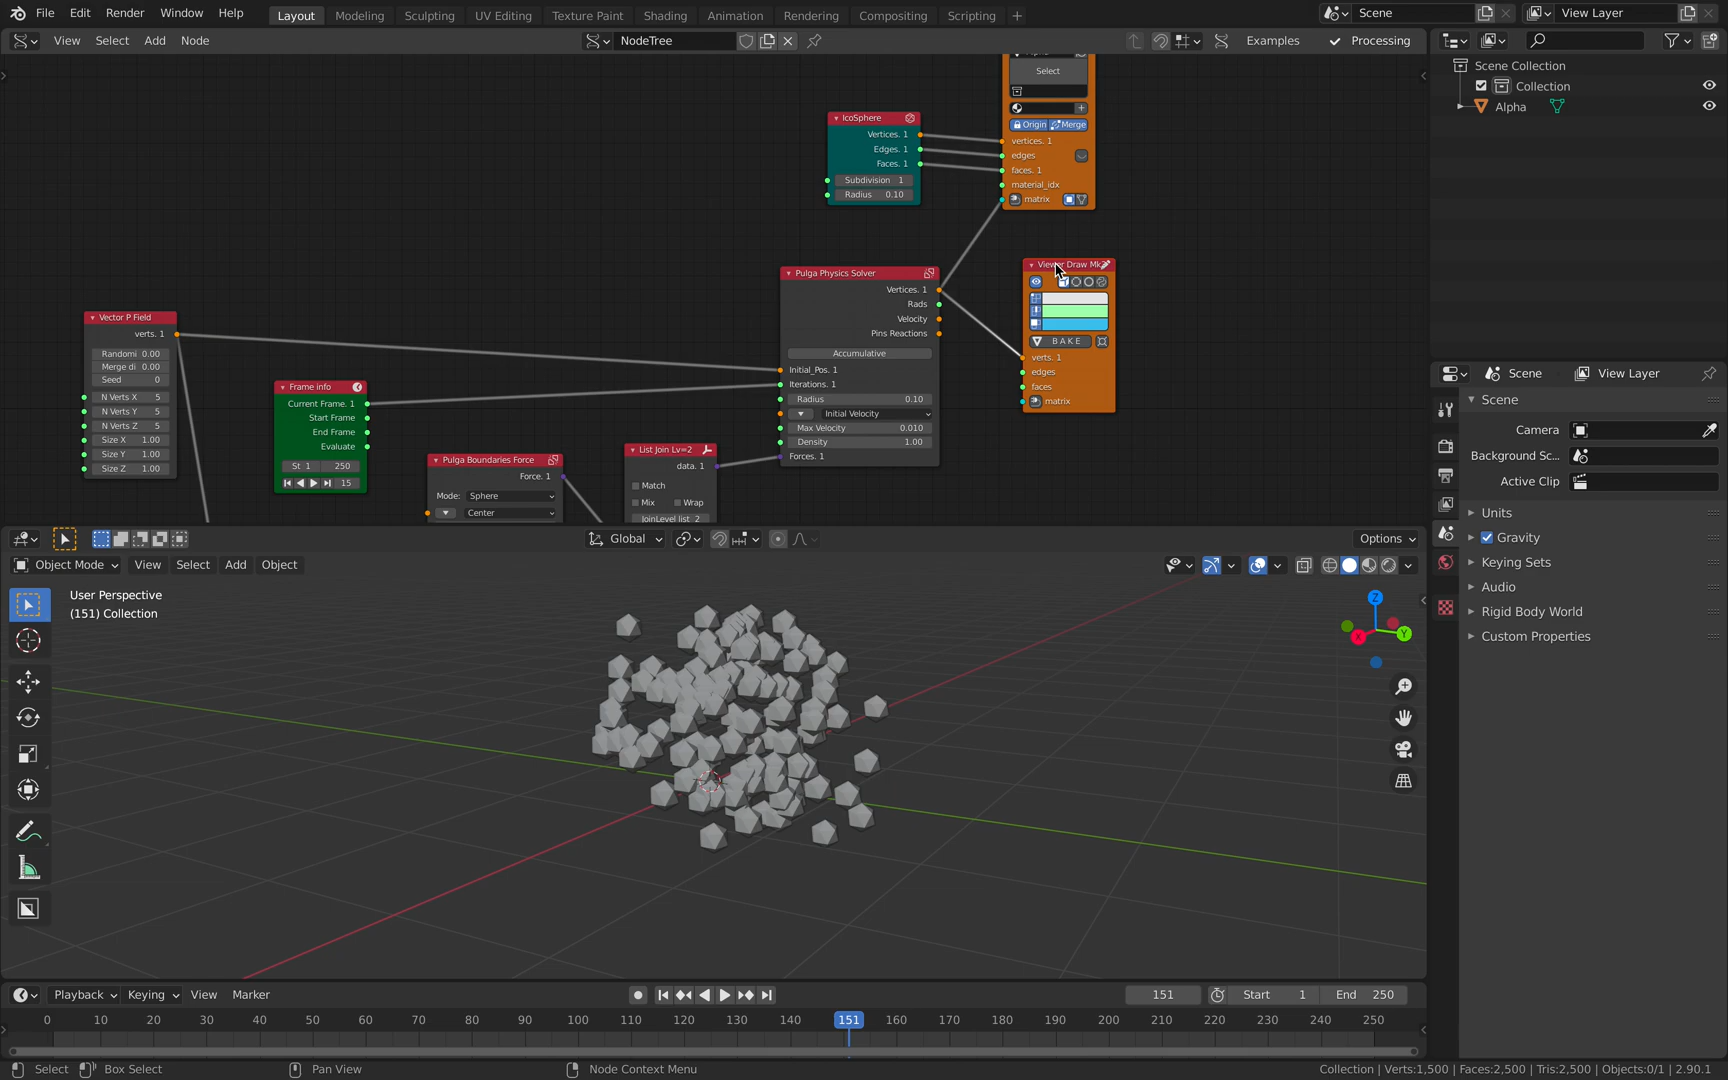 File Edit Render Window Help Layout Modeling Sculpting UV Editing Texture Paint Shading Animation Rendering Compositing Scripting + Scene View Layer
View Select Add Node NodeTree Examples Processing
Select
Origin Merge
vertices. 1
edges
faces. 1
material_idx
matrix
IcoSphere
Vertices. 1
Edges. 1
Faces. 1
Subdivision 1
Radius 0.10
Pulga Physics Solver
Vertices. 1
Rads
Velocity
Pins Reactions
Accumulative
Initial_Pos. 1
Iterations. 1
Radius 0.10
Initial Velocity
Max Velocity 0.010
Density 1.00
Forces. 1
Viewer Draw Mk
BAKE
verts. 1
edges
faces
matrix
Vector P Field
verts. 1
Randomi 0.00
Merge di 0.00
Seed 0
N Verts X 5
N Verts Y 5
N Verts Z 5
Size X 1.00
Size Y 1.00
Size Z 1.00
Frame info
Current Frame. 1
Start Frame
End Frame
Evaluate
St 1 250
15
Pulga Boundaries Force
Force. 1
Mode: Sphere
Center
List Join Lv=2
data. 1
Match
Mix Wrap
JoinLevel list 2
Global Options
Object Mode View Select Add Object
User Perspective
(151) Collection
Z
X
Y
Playback Keying View Marker 151 Start 1 End 250
0 10 20 30 40 50 60 70 80 90 100 110 120 130 140 151 160 170 180 190 200 210 220 230 240 250
Select Box Select Pan View Node Context Menu Collection | Verts:1,500 | Faces:2,500 | Tris:2,500 | Objects:0/1 | 2.90.1
Scene Collection
Collection
Alpha
Scene View Layer
Scene
Camera
Background Sc...
Active Clip
Units
Gravity
Keying Sets
Audio
Rigid Body World
Custom Properties